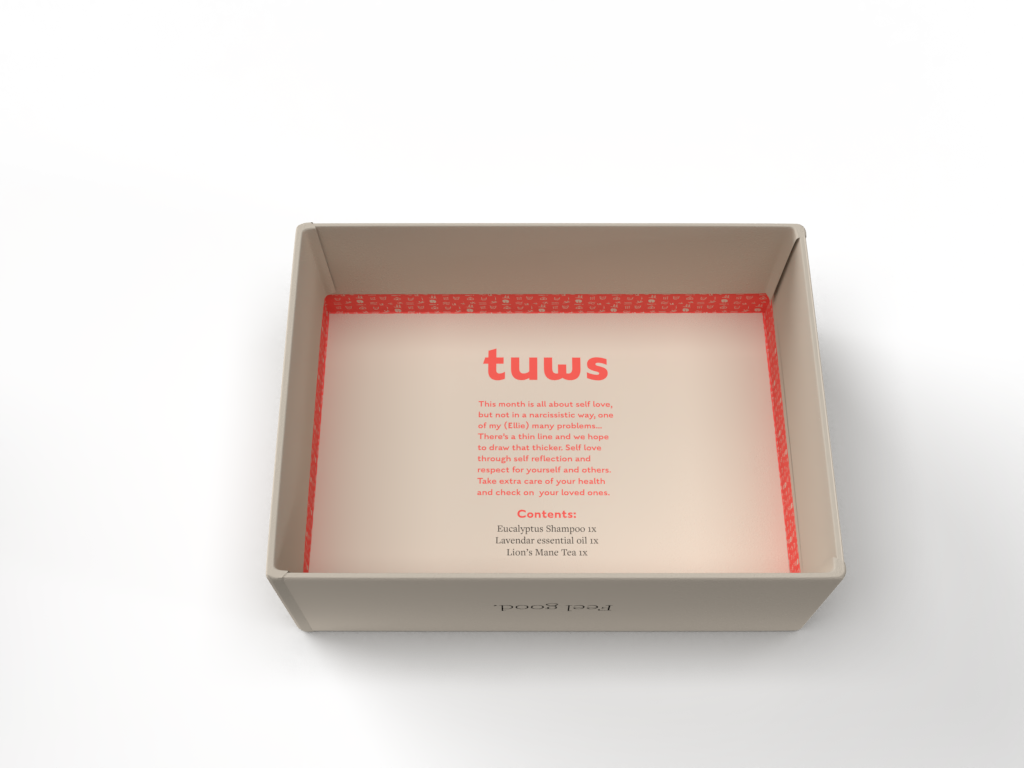 tuws
This month is all about self love,
but not in a narcissistic way, one
of my (Ellie) many problems...
There's a thin line and we hope
to draw that thicker. Self love
through self reflection and
respect for yourself and others.
Take extra care of your health
and check on your loved ones.
Contents:
Eucalyptus Shampoo 1x
Lavendar essential oil 1x
Lion's Mane Tea 1x
Feel good.